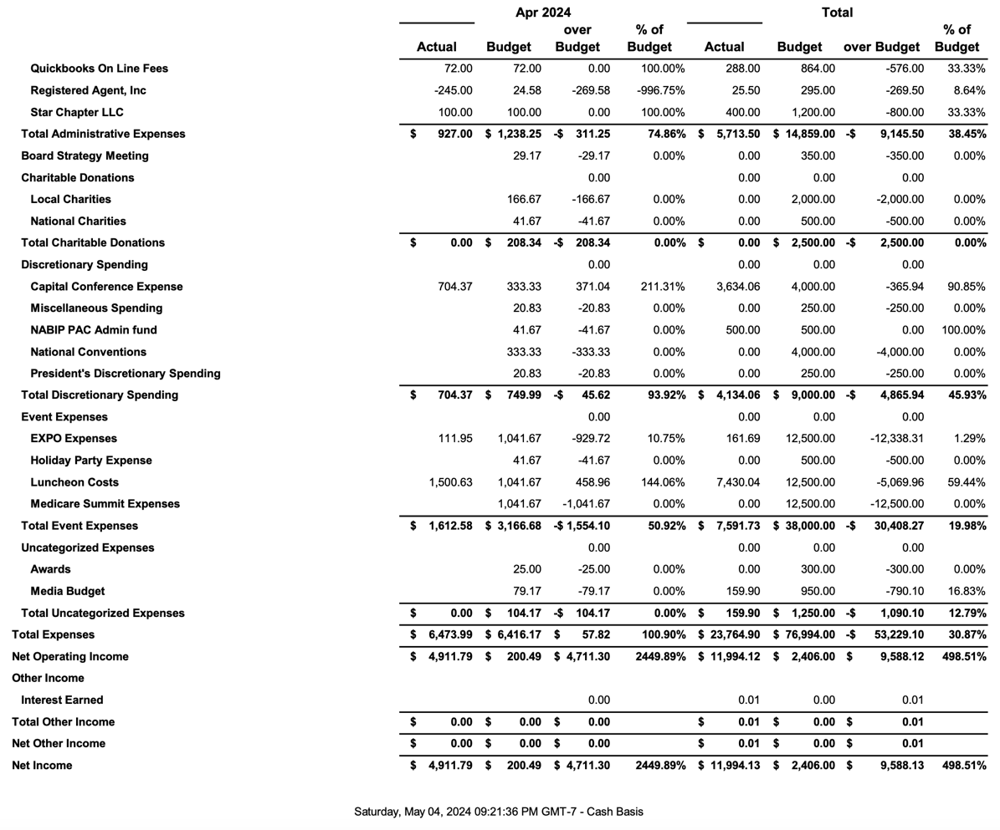 Apr 2024 Total
over % of % of
Actual Budget Budget Budget Actual Budget over Budget Budget
Quickbooks On Line Fees 72.00 72.00 0.00 100.00% 288.00 864.00 -576.00 33.33%
Registered Agent, Inc -245.00 24.58 -269.58 -996.75% 25.50 295.00 -269.50 8.64%
Star Chapter LLC 100.00 100.00 0.00 100.00% 400.00 1,200.00 -800.00 33.33%
Total Administrative Expenses $ 927.00 $ 1,238.25 -$ 311.25 74.86% $ 5,713.50 $ 14,859.00 -$ 9,145.50 38.45%
Board Strategy Meeting 29.17 -29.17 0.00% 0.00 350.00 -350.00 0.00%
Charitable Donations 0.00 0.00 0.00 0.00
Local Charities 166.67 -166.67 0.00% 0.00 2,000.00 -2,000.00 0.00%
National Charities 41.67 -41.67 0.00% 0.00 500.00 -500.00 0.00%
Total Charitable Donations $ 0.00 $ 208.34 -$ 208.34 0.00% $ 0.00 $ 2,500.00 -$ 2,500.00 0.00%
Discretionary Spending 0.00 0.00 0.00 0.00
Capital Conference Expense 704.37 333.33 371.04 211.31% 3,634.06 4,000.00 -365.94 90.85%
Miscellaneous Spending 20.83 -20.83 0.00% 0.00 250.00 -250.00 0.00%
NABIP PAC Admin fund 41.67 -41.67 0.00% 500.00 500.00 0.00 100.00%
National Conventions 333.33 -333.33 0.00% 0.00 4,000.00 -4,000.00 0.00%
President's Discretionary Spending 20.83 -20.83 0.00% 0.00 250.00 -250.00 0.00%
Total Discretionary Spending $ 704.37 $ 749.99 -$ 45.62 93.92% $ 4,134.06 $ 9,000.00 -$ 4,865.94 45.93%
Event Expenses 0.00 0.00 0.00 0.00
EXPO Expenses 111.95 1,041.67 -929.72 10.75% 161.69 12,500.00 -12,338.31 1.29%
Holiday Party Expense 41.67 -41.67 0.00% 0.00 500.00 -500.00 0.00%
Luncheon Costs 1,500.63 1,041.67 458.96 144.06% 7,430.04 12,500.00 -5,069.96 59.44%
Medicare Summit Expenses 1,041.67 -1,041.67 0.00% 0.00 12,500.00 -12,500.00 0.00%
Total Event Expenses $ 1,612.58 $ 3,166.68 -$ 1,554.10 50.92% $ 7,591.73 $ 38,000.00 -$ 30,408.27 19.98%
Uncategorized Expenses 0.00 0.00 0.00 0.00
Awards 25.00 -25.00 0.00% 0.00 300.00 -300.00 0.00%
Media Budget 79.17 -79.17 0.00% 159.90 950.00 -790.10 16.83%
Total Uncategorized Expenses $ 0.00 $ 104.17 -$ 104.17 0.00% $ 159.90 $ 1,250.00 -$ 1,090.10 12.79%
Total Expenses $ 6,473.99 $ 6,416.17 $ 57.82 100.90% $ 23,764.90 $ 76,994.00 -$ 53,229.10 30.87%
Net Operating Income $ 4,911.79 $ 200.49 $ 4,711.30 2449.89% $ 11,994.12 $ 2,406.00 $ 9,588.12 498.51%
Other Income
Interest Earned 0.00 0.01 0.00 0.01
Total Other Income $ 0.00 $ 0.00 $ 0.00 $ 0.01 $ 0.00 $ 0.01
Net Other Income $ 0.00 $ 0.00 $ 0.00 $ 0.01 $ 0.00 $ 0.01
Net Income $ 4,911.79 $ 200.49 $ 4,711.30 2449.89% $ 11,994.13 $ 2,406.00 $ 9,588.13 498.51%
Saturday, May 04, 2024 09:21:36 PM GMT-7 - Cash Basis